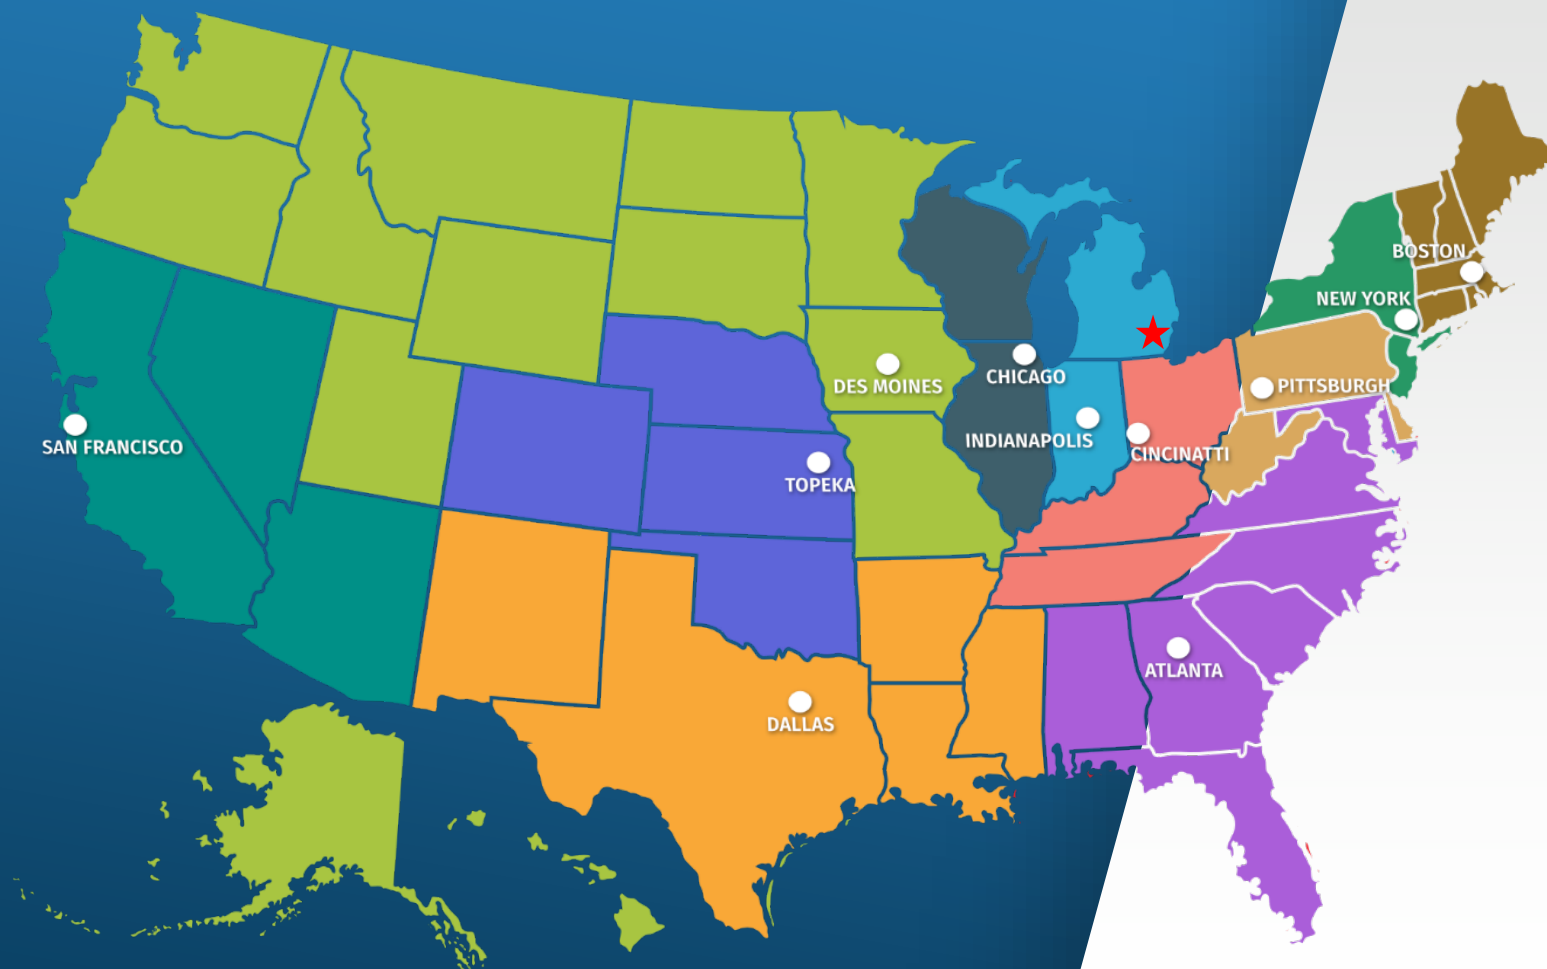 BOSTON
NEW YORK
CHICAGO
DES MOINES
PITTSBURGH
INDIANAPOLIS
CINCINATTI
SAN FRANCISCO
TOPEKA
ATLANTA
DALLAS